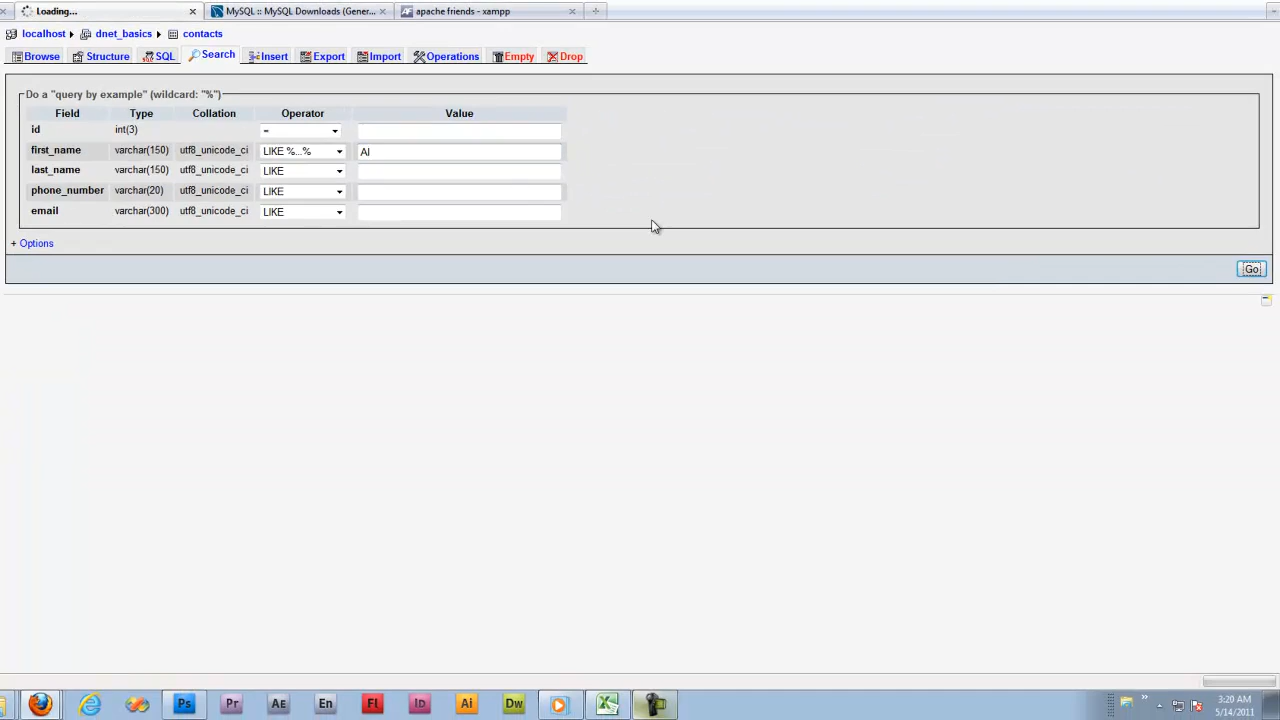 Loading...
MySQL :: MySQL Downloads (Gener...
AF apache friends - xampp
localhost dnet_basics contacts
Browse Structure SQL Search Insert Export Import Operations Empty Drop
Do a "query by example" (wildcard: "%")
Field Type Collation Operator Value
id int(3) =
first_name varchar(150) utf8_unicode_ci LIKE %...% Al
last_name varchar(150) utf8_unicode_ci LIKE
phone_number varchar(20) utf8_unicode_ci LIKE
email varchar(300) utf8_unicode_ci LIKE
+ Options
Go
Ps Pr AE En Fl ID Ai Dw
3:20 AM
5/14/2011